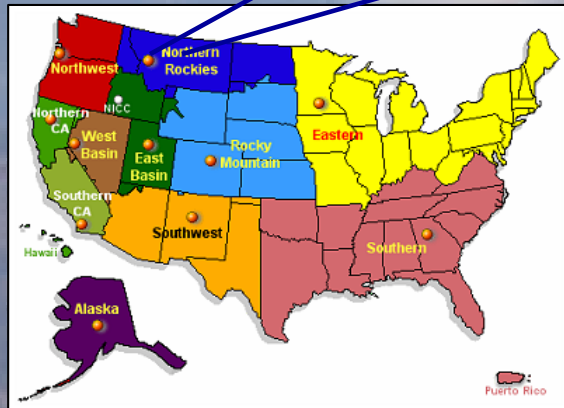 Northern
Rockies
Northwest
Northern
CA
NICC
West
Basin
East
Basin
Rocky
Mountain
Eastern
Southern
CA
Southwest
Southern
Hawaii
Alaska
Puerto Rico